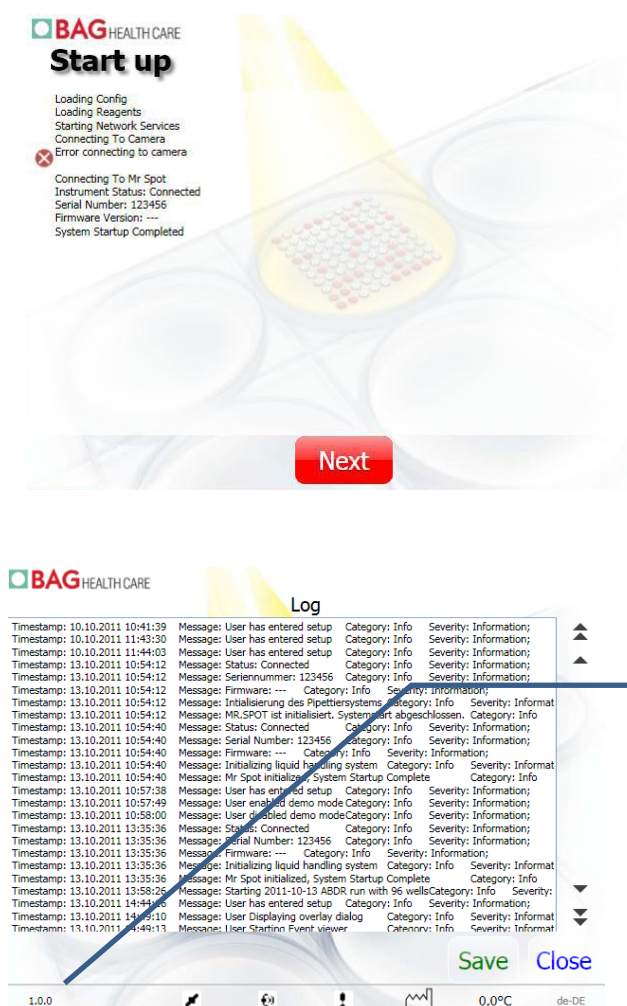 BAG HEALTH CARE
Start up
Loading Config
Loading Reagents
Starting Network Services
Connecting To Camera
Error connecting to camera
Connecting To Mr Spot
Instrument Status: Connected
Serial Number: 123456
Firmware Version: ---
System Startup Completed
Next
BAG HEALTH CARE
Log
Timestamp: 10.10.2011 10:41:39 Message: User has entered setup Category: Info Severity: Information;
Timestamp: 10.10.2011 11:43:30 Message: User has entered setup Category: Info Severity: Information;
Timestamp: 10.10.2011 11:44:03 Message: User has entered setup Category: Info Severity: Information;
Timestamp: 13.10.2011 10:54:12 Message: Status: Connected Category: Info Severity: Information;
Timestamp: 13.10.2011 10:54:12 Message: Seriennummer: 123456 Category: Info Severity: Information;
Timestamp: 13.10.2011 10:54:12 Message: Firmware: --- Category: Info Severity: Information;
Timestamp: 13.10.2011 10:54:12 Message: Intialisierung des Pipettiersystems Category: Info Severity: Informat
Timestamp: 13.10.2011 10:54:12 Message: MR.SPOT ist initialisiert. Systemstart abgeschlossen. Category: Info
Timestamp: 13.10.2011 10:54:40 Message: Status: Connected Category: Info Severity: Information;
Timestamp: 13.10.2011 10:54:40 Message: Serial Number: 123456 Category: Info Severity: Information;
Timestamp: 13.10.2011 10:54:40 Message: Firmware: --- Category: Info Severity: Information;
Timestamp: 13.10.2011 10:54:40 Message: Initializing liquid handling system Category: Info Severity: Informat
Timestamp: 13.10.2011 10:54:40 Message: Mr Spot initialized, System Startup Complete Category: Info
Timestamp: 13.10.2011 10:57:38 Message: User has entered setup Category: Info Severity: Information;
Timestamp: 13.10.2011 10:57:49 Message: User enabled demo mode Category: Info Severity: Information;
Timestamp: 13.10.2011 10:58:00 Message: User disabled demo mode Category: Info Severity: Information;
Timestamp: 13.10.2011 13:35:36 Message: Status: Connected Category: Info Severity: Information;
Timestamp: 13.10.2011 13:35:36 Message: Serial Number: 123456 Category: Info Severity: Information;
Timestamp: 13.10.2011 13:35:36 Message: Firmware: --- Category: Info Severity: Information;
Timestamp: 13.10.2011 13:35:36 Message: Initializing liquid handling system Category: Info Severity: Informat
Timestamp: 13.10.2011 13:35:36 Message: Mr Spot initialized, System Startup Complete Category: Info
Timestamp: 13.10.2011 13:58:26 Message: Starting 2011-10-13 ABDR run with 96 wells Category: Info Severity:
Timestamp: 13.10.2011 Message: User has entered setup Category: Info Severity: Information;
Timestamp: 13.10.2011 Message: User Displaying overlay dialog Category: Info Severity: Informat
Timestamp: 13.10.2011 14:49:13 Message: User Starting Event viewer Category: Info Severity: Informat
Save Close
1.0.0 0.0°C de-DE